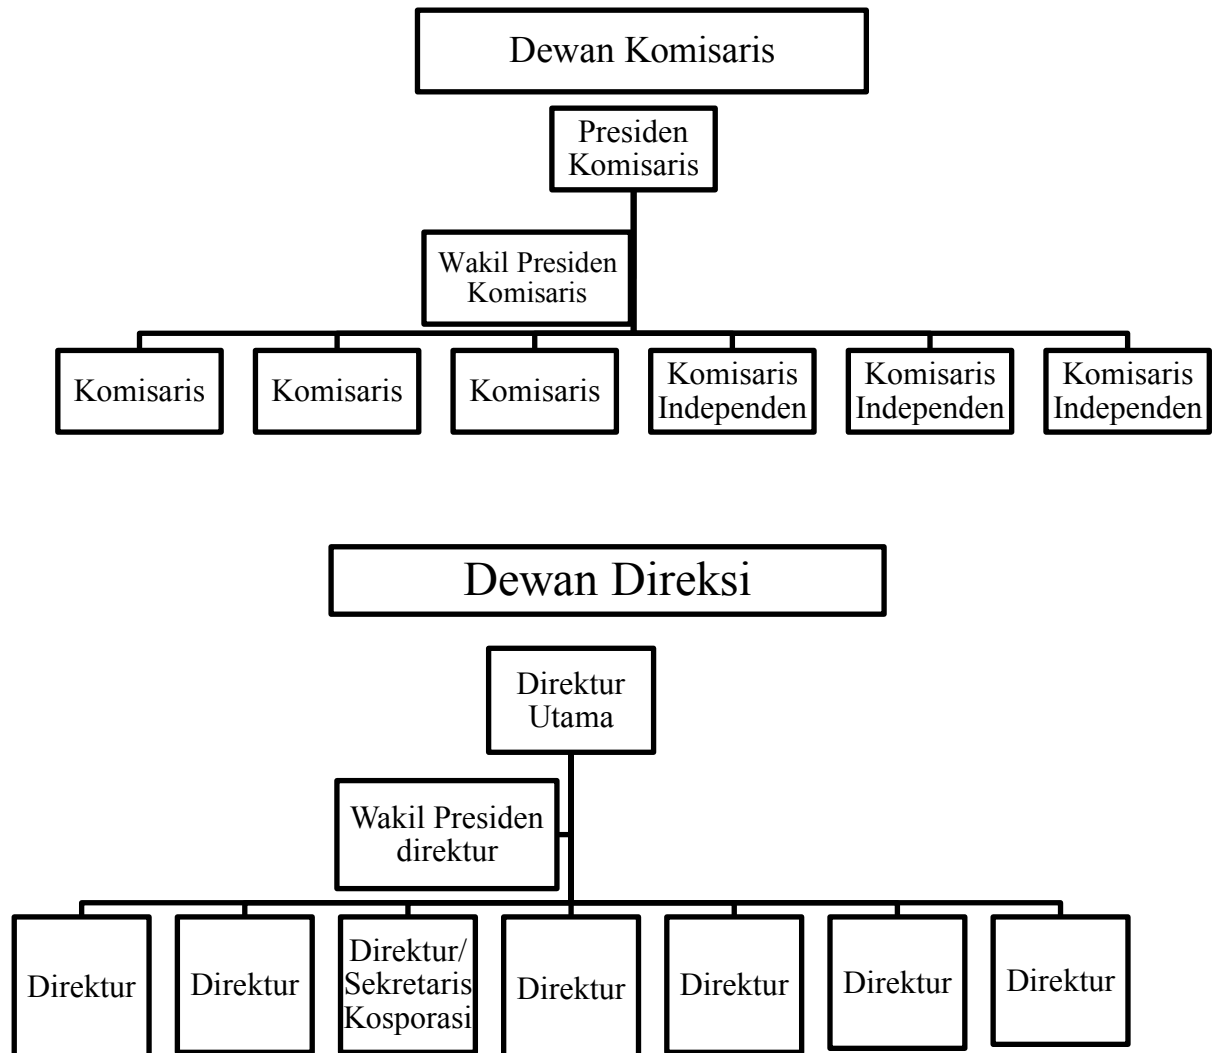 Dewan Komisaris
Presiden
Komisaris
Wakil Presiden
Komisaris
Komisaris
Komisaris
Komisaris
Komisaris
Independen
Komisaris
Independen
Komisaris
Independen
Dewan Direksi
Direktur
Utama
Wakil Presiden
direktur
Direktur
Direktur
Direktur/
Sekretaris
Kosporasi
Direktur
Direktur
Direktur
Direktur